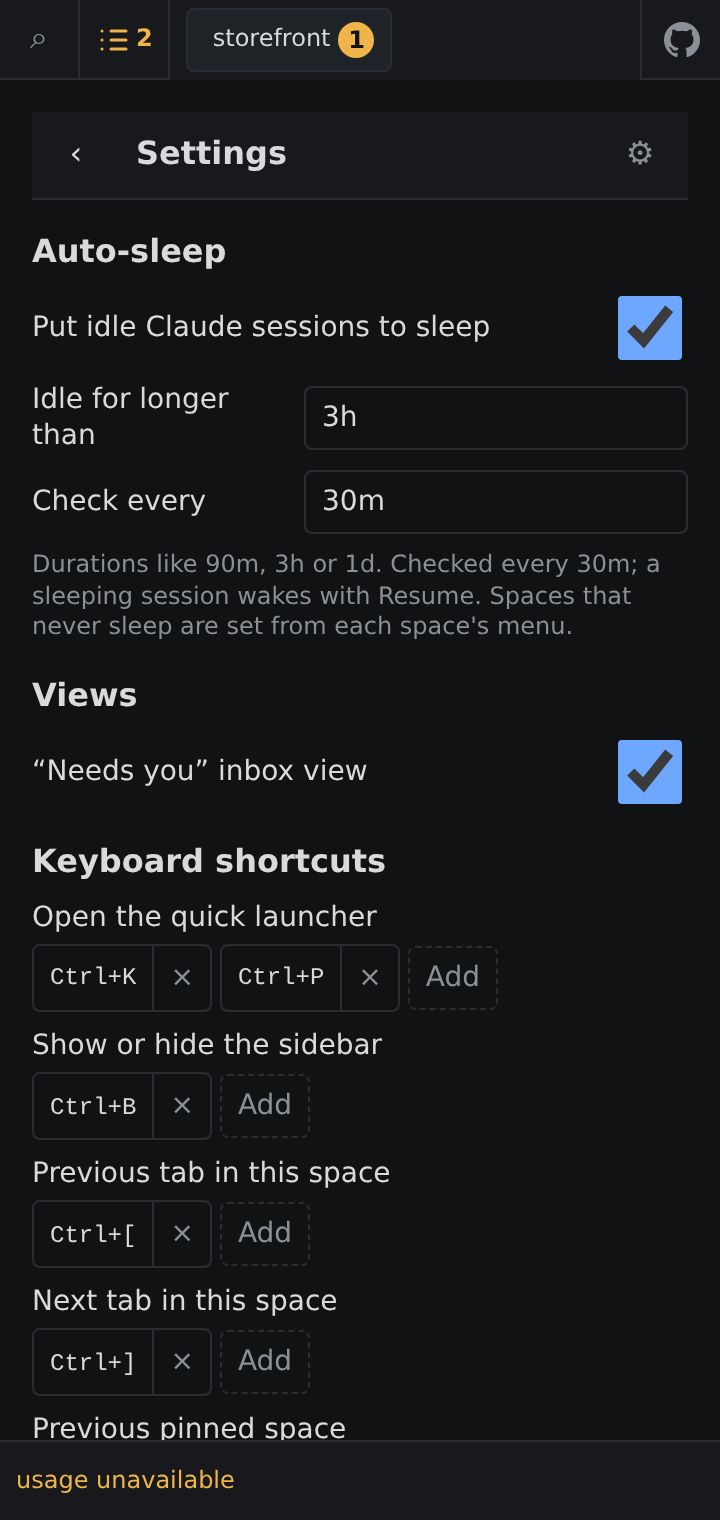 2
storefront 1
‹ Settings ⚙
Auto-sleep
Put idle Claude sessions to sleep
Idle for longer
than
3h
Check every 30m
Durations like 90m, 3h or 1d. Checked every 30m; a
sleeping session wakes with Resume. Spaces that
never sleep are set from each space's menu.
Views
“Needs you” inbox view
Keyboard shortcuts
Open the quick launcher
Ctrl+K × Ctrl+P × Add
Show or hide the sidebar
Ctrl+B × Add
Previous tab in this space
Ctrl+[ × Add
Next tab in this space
Ctrl+] × Add
Previous pinned space
usage unavailable